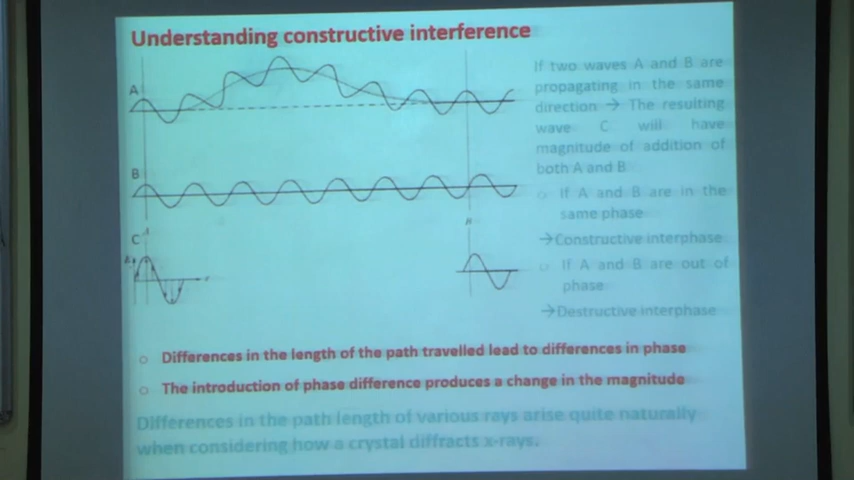 Understanding constructive interference
A
B
C
If two waves A and B are
propagating in the same
direction → The resulting
wave C will have
magnitude of addition of
both A and B
o If A and B are in the
same phase
→Constructive interphase
o If A and B are out of
phase
→Destructive interphase
o Differences in the length of the path travelled lead to differences in phase
o The introduction of phase difference produces a change in the magnitude
Differences in the path length of various rays arise quite naturally
when considering how a crystal diffracts x-rays.